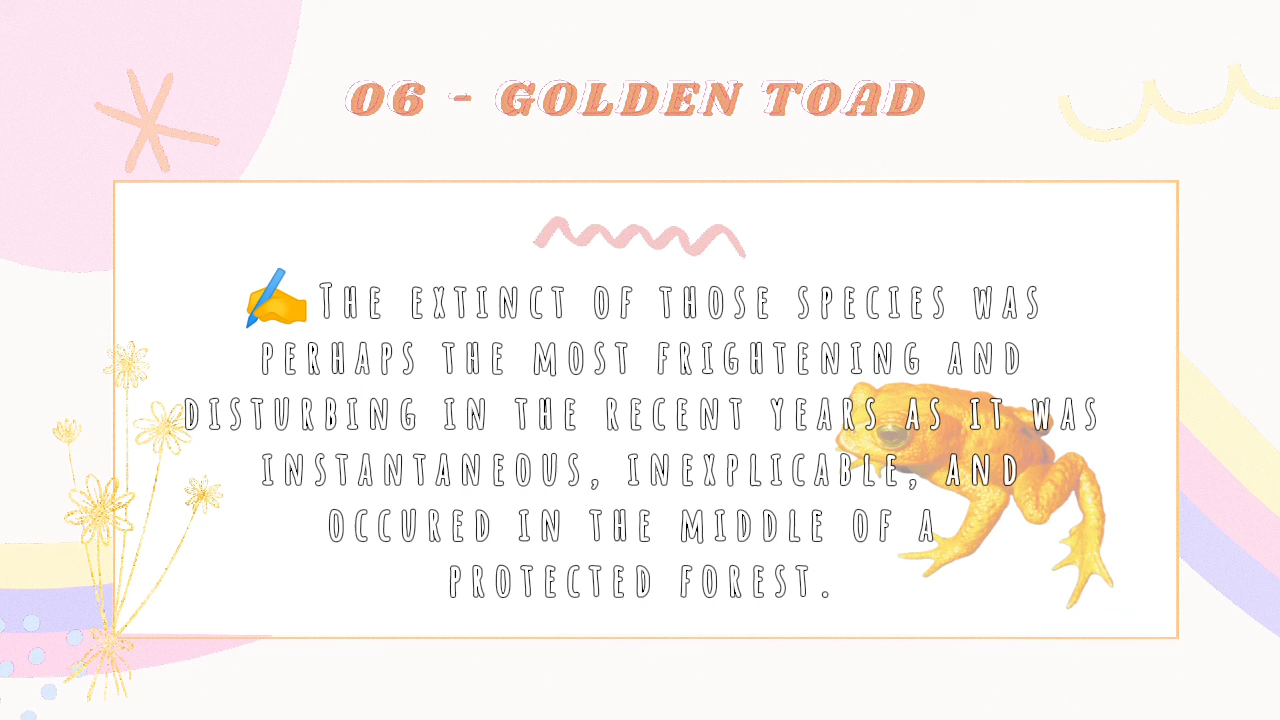 06 - GOLDEN TOAD
✍️ THE EXTINCT OF THOSE SPECIES WAS
PERHAPS THE MOST FRIGHTENING AND
DISTURBING IN THE RECENT YEARS AS IT WAS
INSTANTANEOUS, INEXPLICABLE, AND
OCCURED IN THE MIDDLE OF A
PROTECTED FOREST.